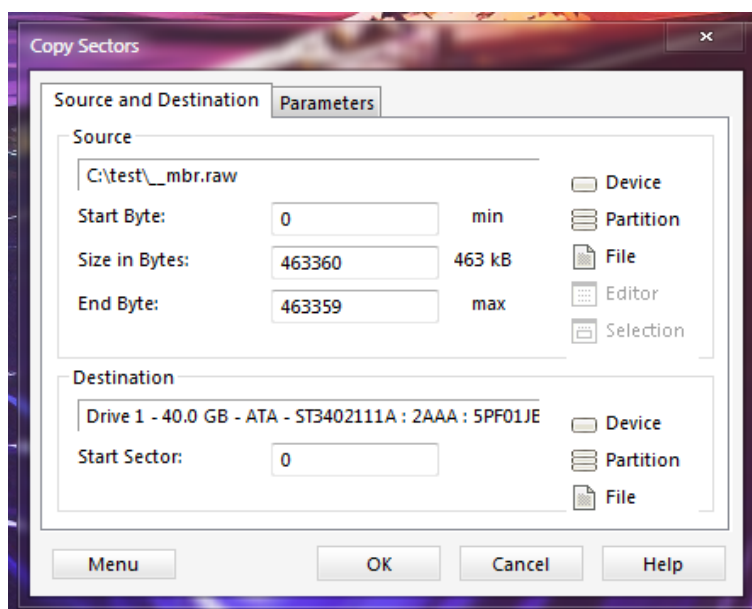 Copy Sectors
Source and Destination Parameters
Source
C:\test\__mbr.raw
Device
Start Byte: 0 min
Partition
Size in Bytes: 463360 463 kB
File
End Byte: 463359 max
Editor
Selection
Destination
Drive 1 - 40.0 GB - ATA - ST3402111A : 2AAA : 5PF01JE
Device
Start Sector: 0
Partition
File
Menu OK Cancel Help